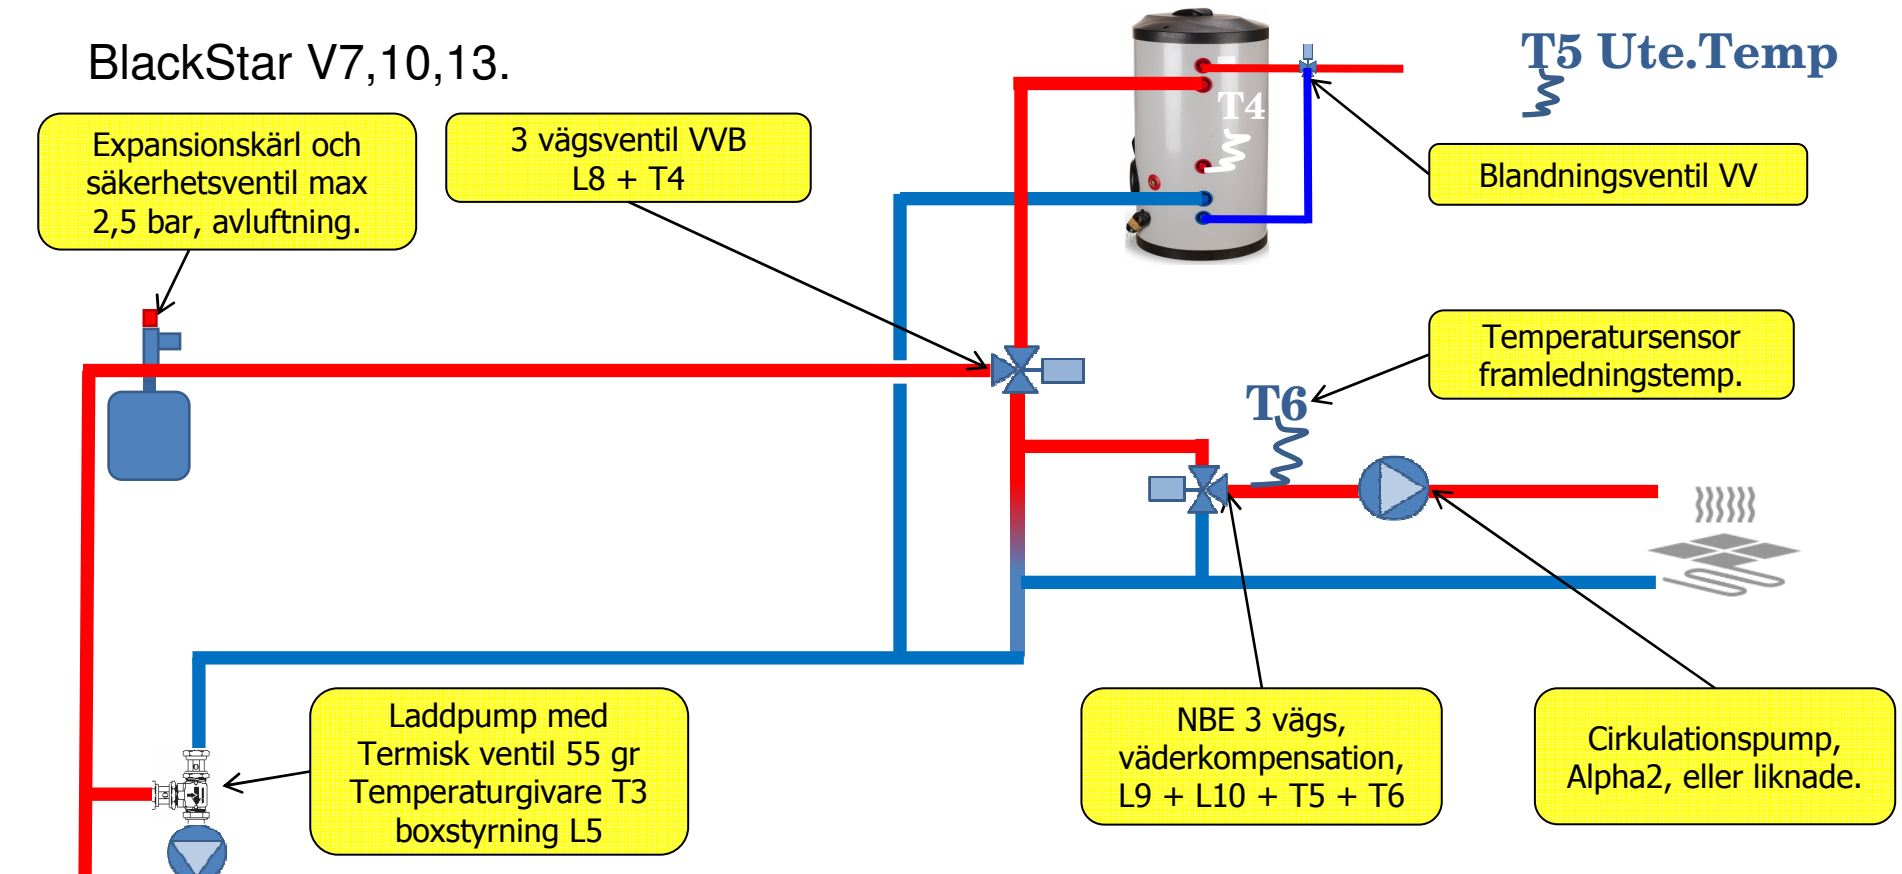 BlackStar V7,10,13.
T5 Ute.Temp
Expansionskärl och
säkerhetsventil max
2,5 bar, avluftning.
3 vägsventil VVB
L8 + T4
T4
Blandningsventil VV
Temperatursensor
framledningstemp.
T6
Laddpump med
Termisk ventil 55 gr
Temperaturgivare T3
boxstyrning L5
NBE 3 vägs,
väderkompensation,
L9 + L10 + T5 + T6
Cirkulationspump,
Alpha2, eller liknade.